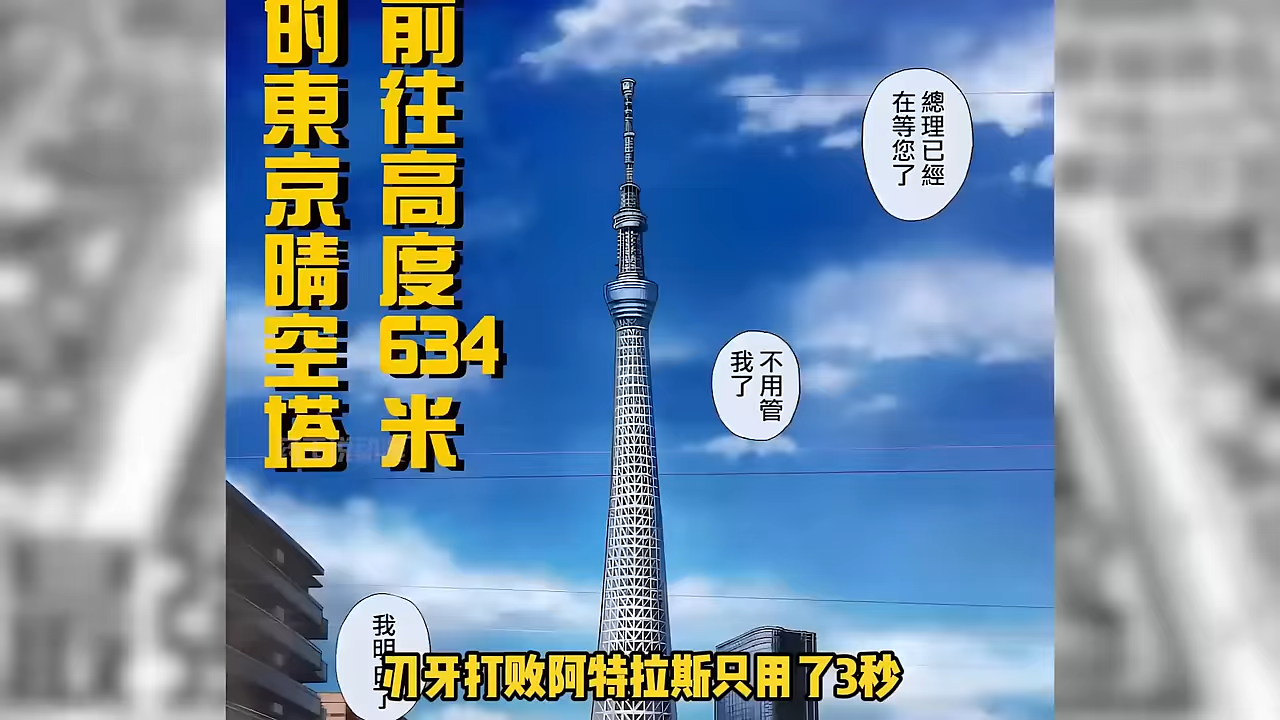 前往高度634米
的東京晴空塔
總理已經
在等您了
不用管
我了
我明白了
刃牙打败阿特拉斯只用了3秒